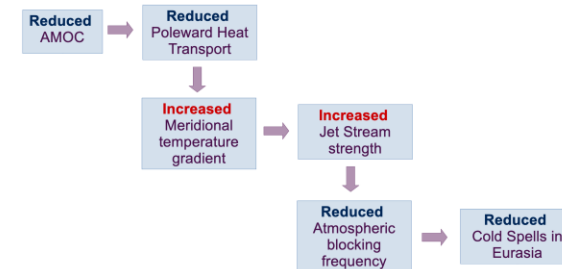 Reduced
AMOC
Reduced
Poleward Heat
Transport
Increased
Meridional
temperature
gradient
Increased
Jet Stream
strength
Reduced
Atmospheric
blocking
frequency
Reduced
Cold Spells in
Eurasia